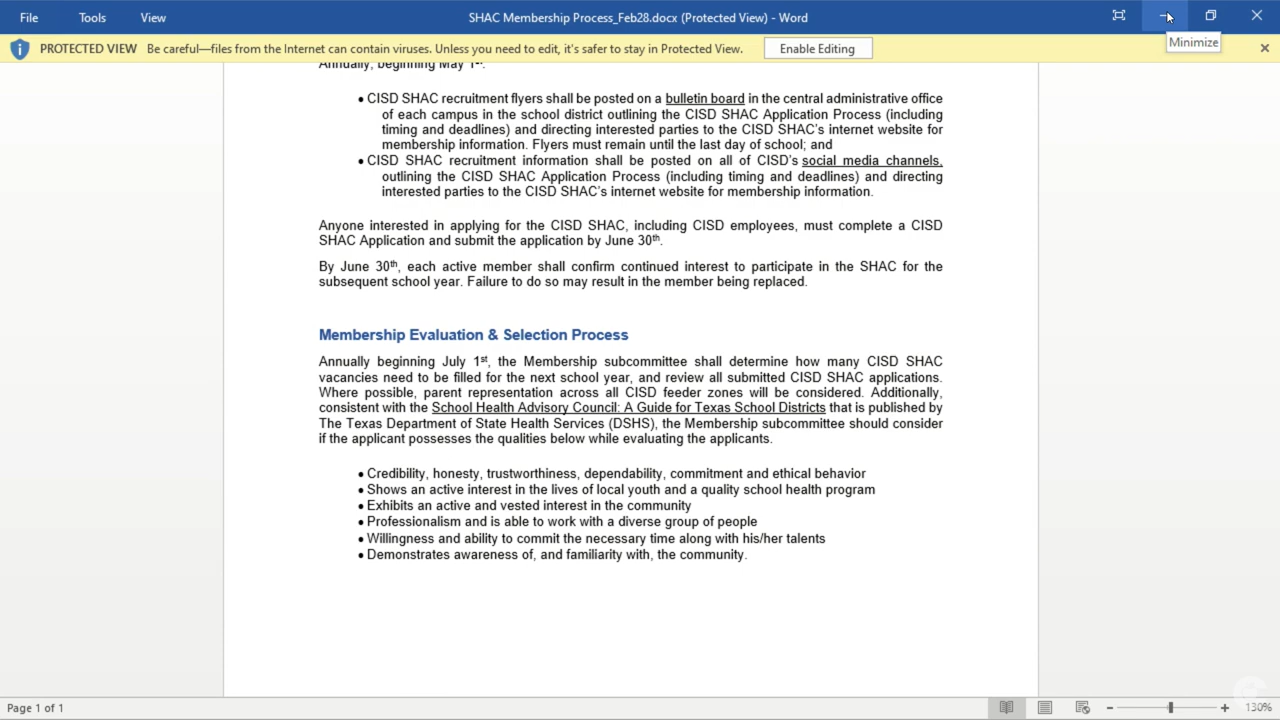 File Tools View SHAC Membership Process_Feb28.docx (Protected View) - Word
Minimize
PROTECTED VIEW Be careful—files from the Internet can contain viruses. Unless you need to edit, it's safer to stay in Protected View. Enable Editing
Annually, beginning May 1st.
• CISD SHAC recruitment flyers shall be posted on a bulletin board in the central administrative office
of each campus in the school district outlining the CISD SHAC Application Process (including
timing and deadlines) and directing interested parties to the CISD SHAC's internet website for
membership information. Flyers must remain until the last day of school; and
• CISD SHAC recruitment information shall be posted on all of CISD's social media channels,
outlining the CISD SHAC Application Process (including timing and deadlines) and directing
interested parties to the CISD SHAC's internet website for membership information.
Anyone interested in applying for the CISD SHAC, including CISD employees, must complete a CISD
SHAC Application and submit the application by June 30th.
By June 30th, each active member shall confirm continued interest to participate in the SHAC for the
subsequent school year. Failure to do so may result in the member being replaced.
Membership Evaluation & Selection Process
Annually beginning July 1st, the Membership subcommittee shall determine how many CISD SHAC
vacancies need to be filled for the next school year, and review all submitted CISD SHAC applications.
Where possible, parent representation across all CISD feeder zones will be considered. Additionally,
consistent with the School Health Advisory Council: A Guide for Texas School Districts that is published by
The Texas Department of State Health Services (DSHS), the Membership subcommittee should consider
if the applicant possesses the qualities below while evaluating the applicants.
• Credibility, honesty, trustworthiness, dependability, commitment and ethical behavior
• Shows an active interest in the lives of local youth and a quality school health program
• Exhibits an active and vested interest in the community
• Professionalism and is able to work with a diverse group of people
• Willingness and ability to commit the necessary time along with his/her talents
• Demonstrates awareness of, and familiarity with, the community.
Page 1 of 1 130%